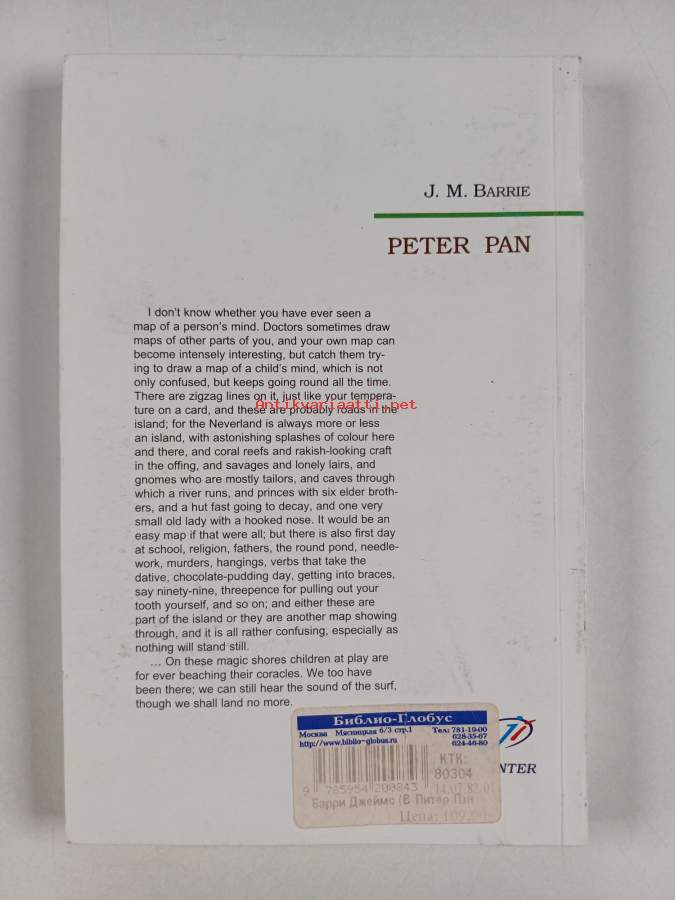 J. M. BARRIE
PETER PAN
I don't know whether you have ever seen a
map of a person's mind. Doctors sometimes draw
maps of other parts of you, and your own map can
become intensely interesting, but catch them try-
ing to draw a map of a child's mind, which is not
only confused, but keeps going round all the time.
There are zigzag lines on it, just like your tempera-
ture on a card, and these are probably roads in the
Antikvariaatti.net
island; for the Neverland is always more or less
an island, with astonishing splashes of colour here
and there, and coral reefs and rakish-looking craft
in the offing, and savages and lonely lairs, and
gnomes who are mostly tailors, and caves through
which a river runs, and princes with six elder broth-
ers, and a hut fast going to decay, and one very
small old lady with a hooked nose. It would be an
easy map if that were all; but there is also first day
at school, religion, fathers, the round pond, needle-
work, murders, hangings, verbs that take the
dative, chocolate-pudding day, getting into braces,
say ninety-nine, threepence for pulling out your
tooth yourself, and so on; and either these are
part of the island or they are another map showing
through, and it is all rather confusing, especially as
nothing will stand still.
... On these magic shores children at play are
for ever beaching their coracles. We too have
been there; we can still hear the sound of the surf,
though we shall land no more.
Библио-Глобус
Москва Мясницкая 6/3 стр.1 Тел: 781-19-00
http://www.biblio-globus.ru 628-35-67
624-46-80
КТК:
80304
NTER
9 785954 200843
Барри Джеймс (В Питер Пэн
Цена: